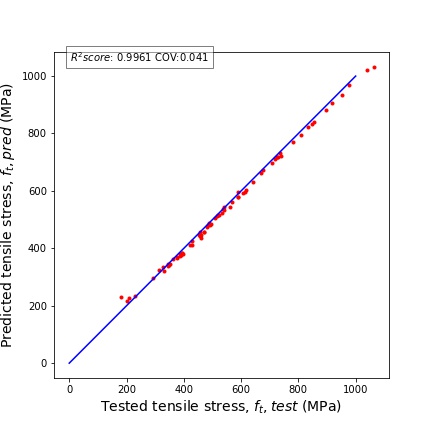 R²score: 0.9961 COV:0.041
1000
800
600
400
200
0
Predicted tensile stress, fₜ, pred (MPa)
0 200 400 600 800 1000
Tested tensile stress, fₜ, test (MPa)